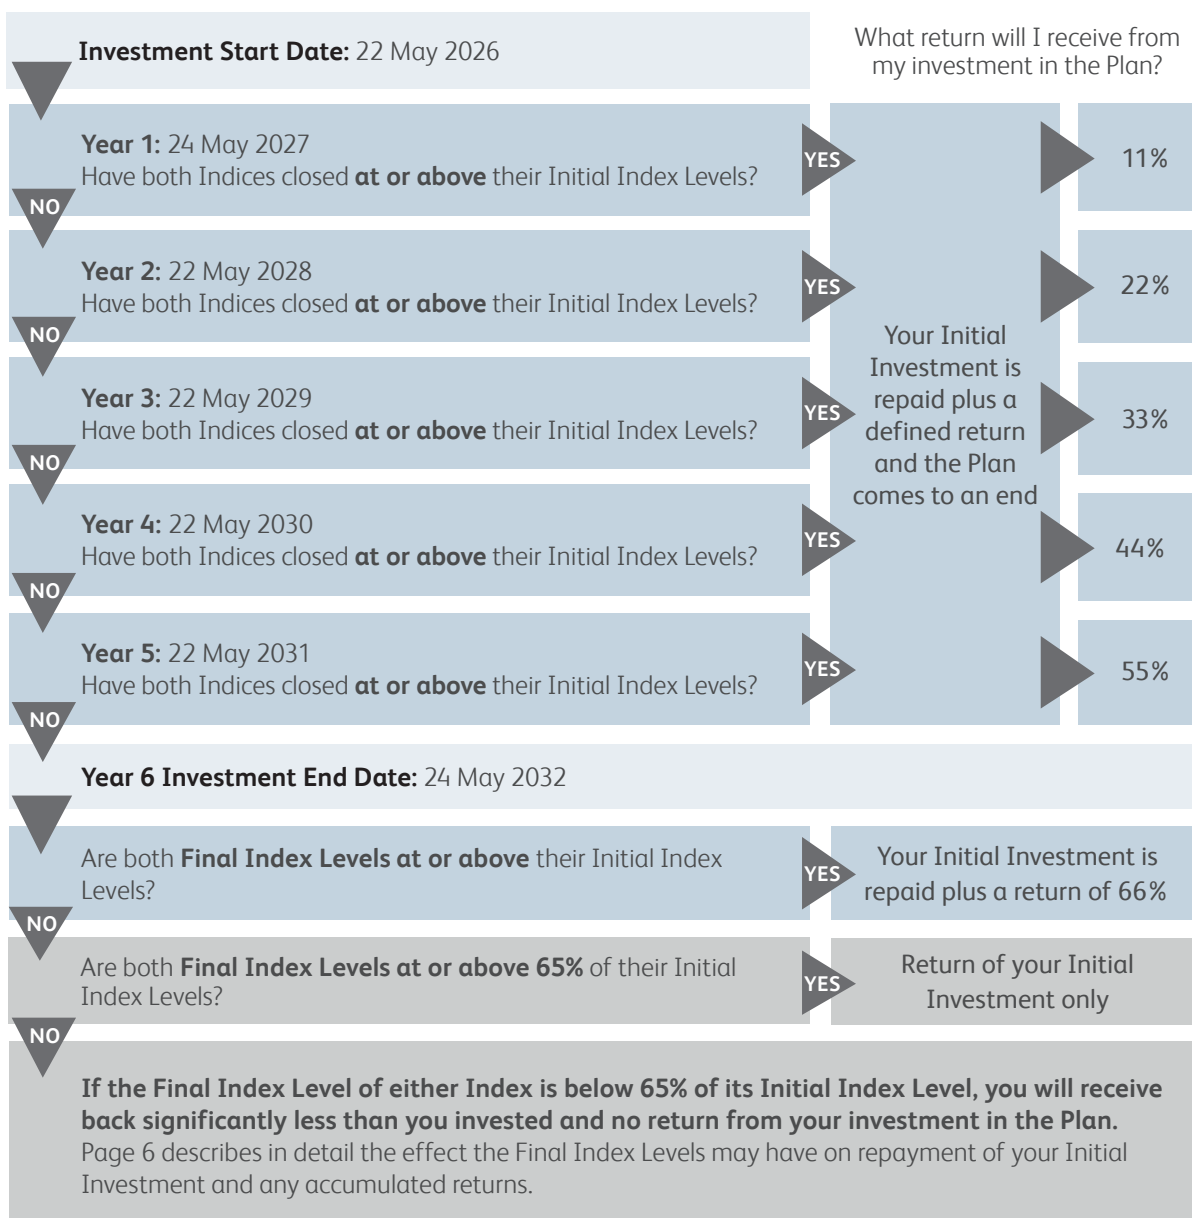 Investment Start Date: 22 May 2026
What return will I receive from
my investment in the Plan?
Year 1: 24 May 2027
Have both Indices closed at or above their Initial Index Levels?
YES
11%
NO
Year 2: 22 May 2028
Have both Indices closed at or above their Initial Index Levels?
YES
22%
NO
Year 3: 22 May 2029
Have both Indices closed at or above their Initial Index Levels?
YES
33%
NO
Year 4: 22 May 2030
Have both Indices closed at or above their Initial Index Levels?
YES
44%
NO
Year 5: 22 May 2031
Have both Indices closed at or above their Initial Index Levels?
YES
55%
NO
Your Initial
Investment is
repaid plus a
defined return
and the Plan
comes to an end
Year 6 Investment End Date: 24 May 2032
Are both Final Index Levels at or above their Initial Index
Levels?
YES
Your Initial Investment is
repaid plus a return of 66%
NO
Are both Final Index Levels at or above 65% of their Initial
Index Levels?
YES
Return of your Initial
Investment only
NO
If the Final Index Level of either Index is below 65% of its Initial Index Level, you will receive
back significantly less than you invested and no return from your investment in the Plan.
Page 6 describes in detail the effect the Final Index Levels may have on repayment of your Initial
Investment and any accumulated returns.